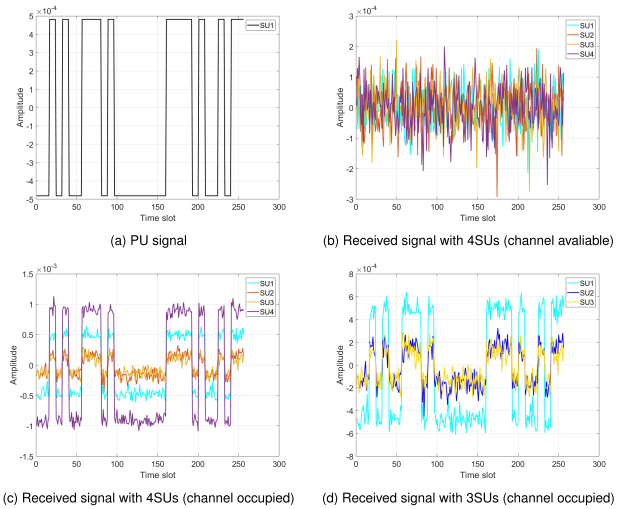 ×10⁻⁴
5
4
3
2
1
0
-1
-2
-3
-4
-5
Amplitude
0 50 100 150 200 250 300
Time slot
SU1
(a) PU signal
×10⁻⁴
3
2
1
0
-1
-2
-3
Amplitude
0 50 100 150 200 250 300
Time slot
SU1
SU2
SU3
SU4
(b) Received signal with 4SUs (channel avaliable)
×10⁻³
1.5
1
0.5
0
-0.5
-1
-1.5
Amplitude
0 50 100 150 200 250 300
Time slot
SU1
SU2
SU3
SU4
(c) Received signal with 4SUs (channel occupied)
×10⁻⁴
8
6
4
2
0
-2
-4
-6
-8
Amplitude
0 50 100 150 200 250 300
Time slot
SU1
SU2
SU3
(d) Received signal with 3SUs (channel occupied)